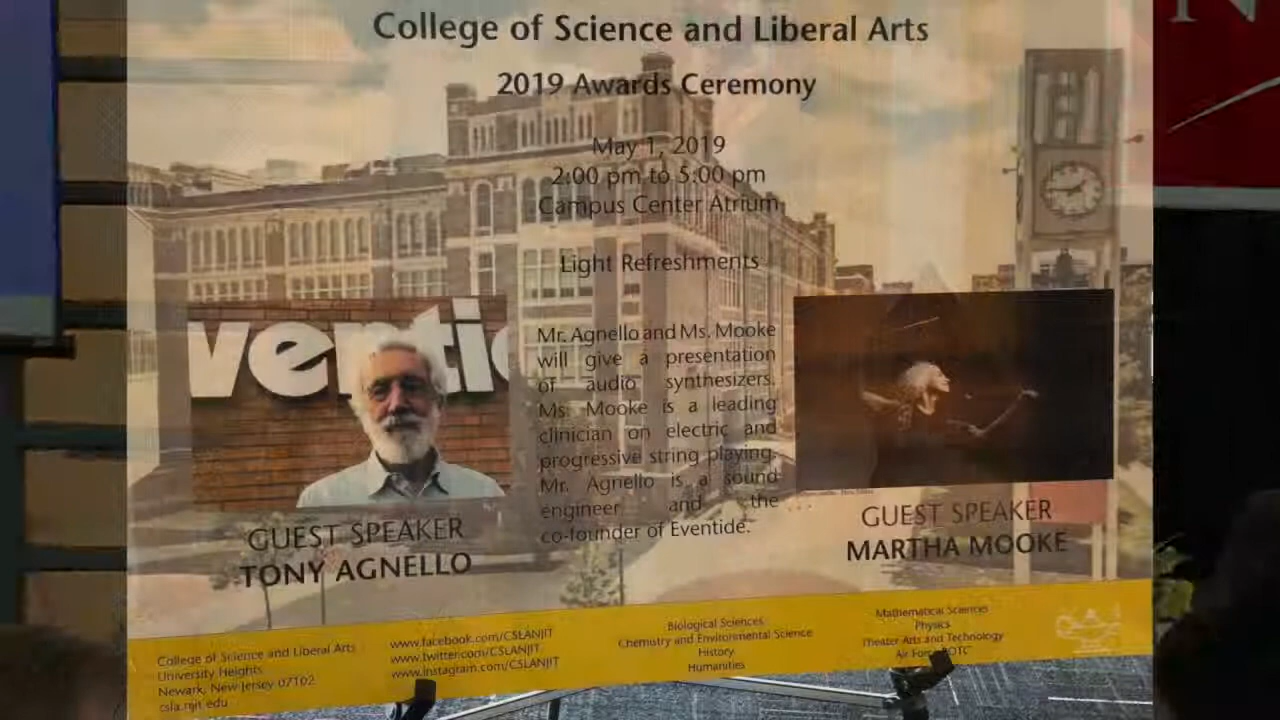 College of Science and Liberal Arts
2019 Awards Ceremony
May 1, 2019
2:00 pm to 5:00 pm
Campus Center Atrium
Light Refreshments
venti
Mr. Agnello and Ms. Mooke
will give a presentation
of audio synthesizers.
Ms. Mooke is a leading
clinician on electric and
progressive string playing.
Mr. Agnello is a sound
engineer and the
co-founder of Eventide.
GUEST SPEAKER
TONY AGNELLO
GUEST SPEAKER
MARTHA MOOKE
College of Science and Liberal Arts
University Heights
Newark, New Jersey 07102
csla.njit.edu
www.facebook.com/CSLANJIT
www.twitter.com/CSLANJIT
www.instagram.com/CSLANJIT
Biological Sciences
Chemistry and Environmental Science
History
Humanities
Mathematical Sciences
Physics
Theater Arts and Technology
Air Force ROTC
N